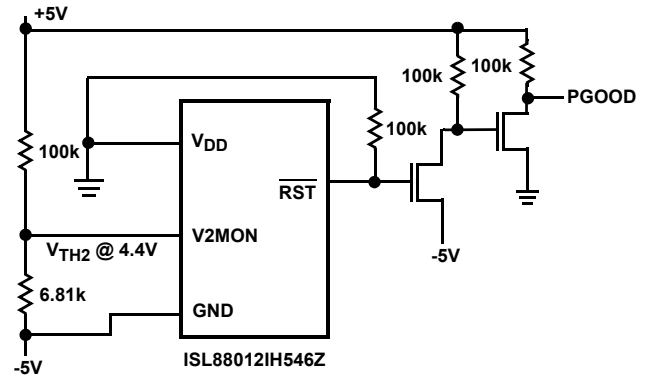 +5V
100k
100k
100k
PGOOD
VDD
100k
RST
V2MON
VTH2 @ 4.4V
-5V
6.81k
GND
-5V
ISL88012IH546Z